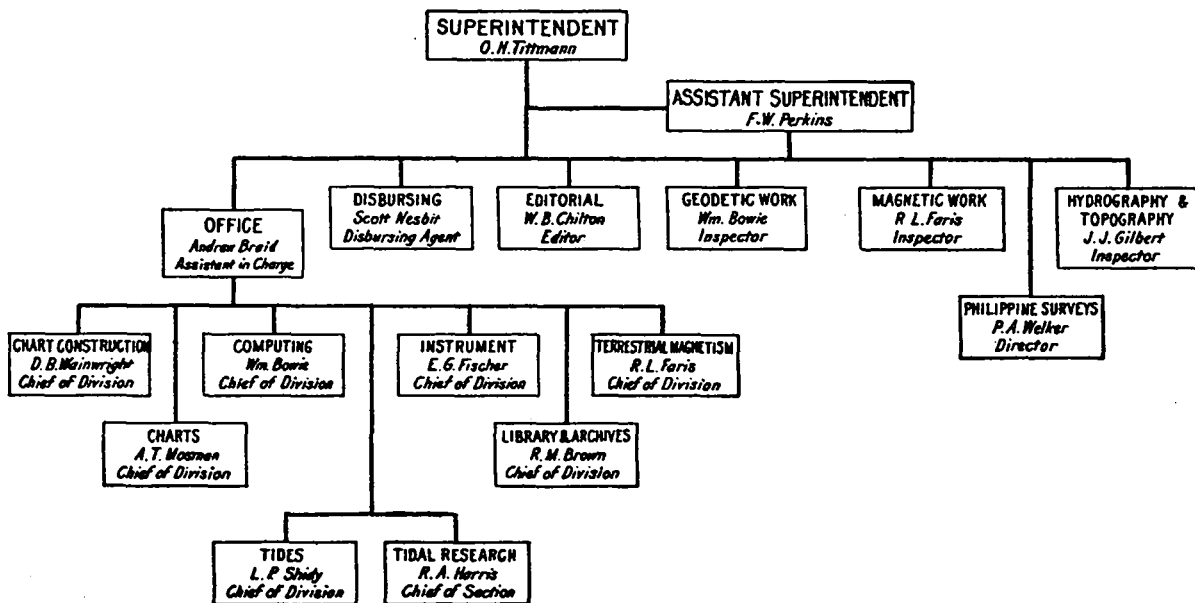 SUPERINTENDENT
O.H.Tittmann
ASSISTANT SUPERINTENDENT
F.W. Perkins
OFFICE
Andrew Braid
Assistant in Charge
DISBURSING
Scott Nesbit
Disbursing Agent
EDITORIAL
W.B.Chilton
Editor
GEODETIC WORK
Wm. Bowie
Inspector
MAGNETIC WORK
R L.Faris
Inspector
HYDROGRAPHY &
TOPOGRAPHY
J.J. Gilbert
Inspector
PHILIPPINE SURVEYS
P.A.Welker
Director
CHART CONSTRUCTION
D.B.Wainwright
Chief of Division
COMPUTING
Wm. Bowie
Chief of Division
INSTRUMENT
E.G.Fischer
Chief of Division
TERRESTRIAL MAGNETISM
R.L.Faris
Chief of Division
CHARTS
A.T. Mosman
Chief of Division
LIBRARY & ARCHIVES
R.M.Brown
Chief of Division
TIDES
L.P. Shidy
Chief of Division
TIDAL RESEARCH
R.A.Harris
Chief of Section